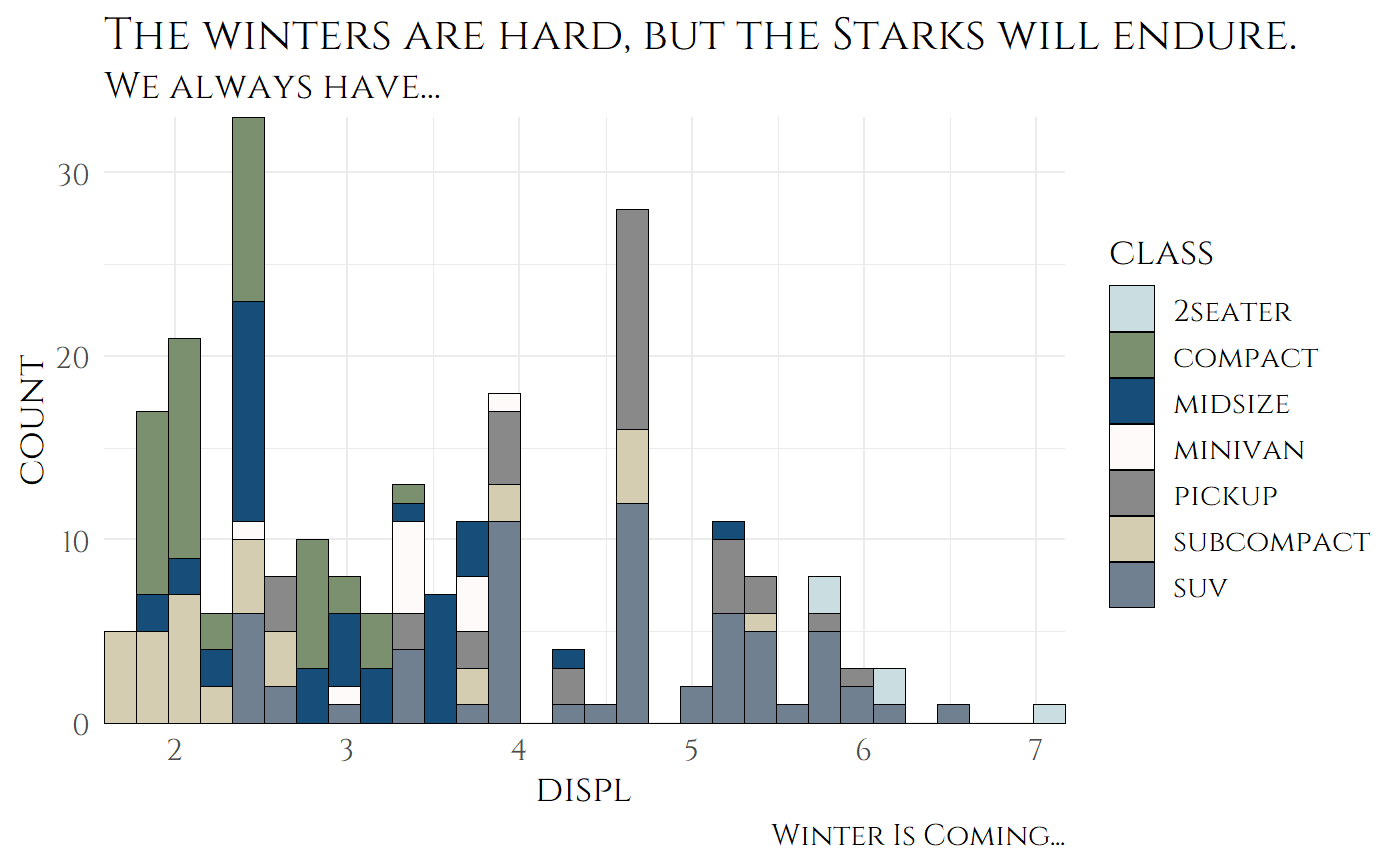 The winters are hard, but the Starks will endure.
We always have...
30
20
10
0
count
2 3 4 5 6 7
displ
class
2seater
compact
midsize
minivan
pickup
subcompact
suv
Winter Is Coming...